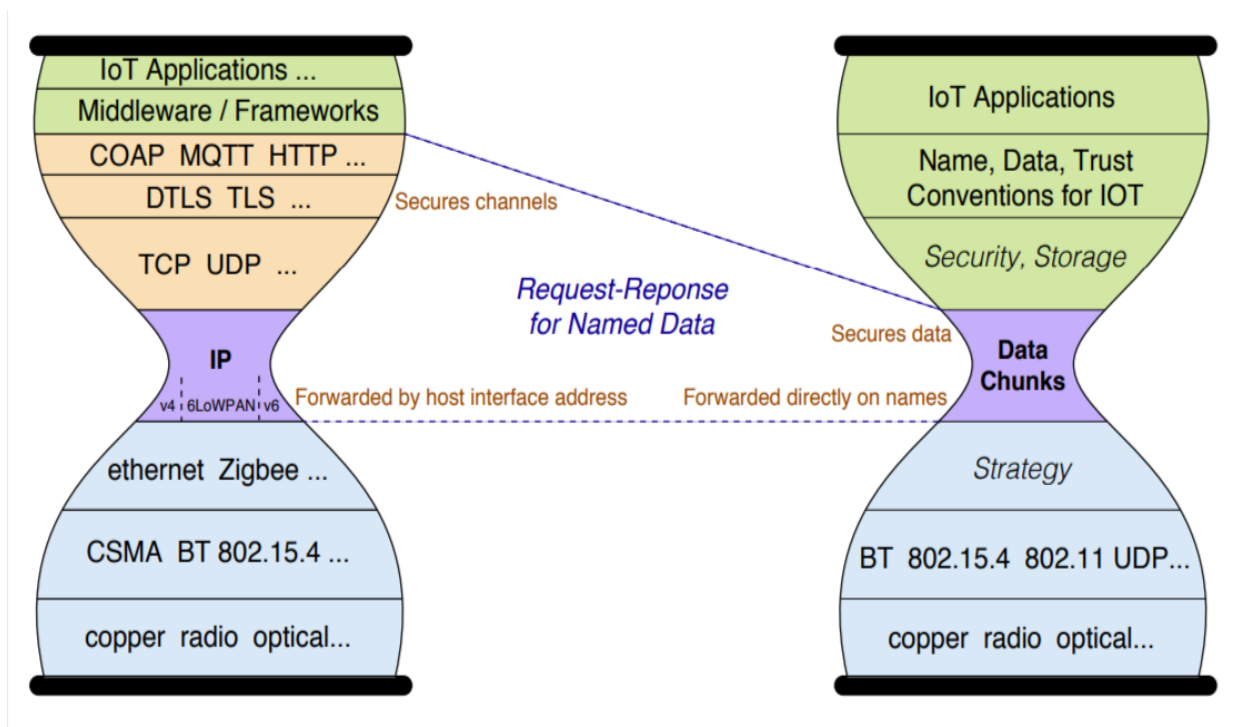 IoT Applications ...
Middleware / Frameworks
COAP MQTT HTTP ...
DTLS TLS ...
TCP UDP ...
IP
v4 6LoWPAN v6
ethernet Zigbee ...
CSMA BT 802.15.4 ...
copper radio optical...
Secures channels
Request-Reponse
for Named Data
Secures data
Forwarded by host interface address
Forwarded directly on names
IoT Applications
Name, Data, Trust
Conventions for IOT
Security, Storage
Data
Chunks
Strategy
BT 802.15.4 802.11 UDP...
copper radio optical...